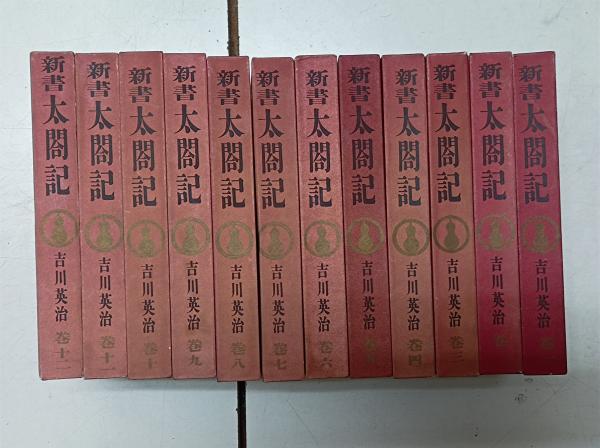 新書 太閤記 吉川英治 巻
新書 太閤記 吉川英治 巻
新書 太閤記 吉川英治 巻三
新書 太閤記 吉川英治 巻四
新書 太閤記 吉川英治 巻
新書 太閤記 吉川英治 巻六
新書 太閤記 吉川英治 巻七
新書 太閤記 吉川英治 巻八
新書 太閤記 吉川英治 巻九
新書 太閤記 吉川英治 巻十
新書 太閤記 吉川英治 巻十一
新書 太閤記 吉川英治 巻十二